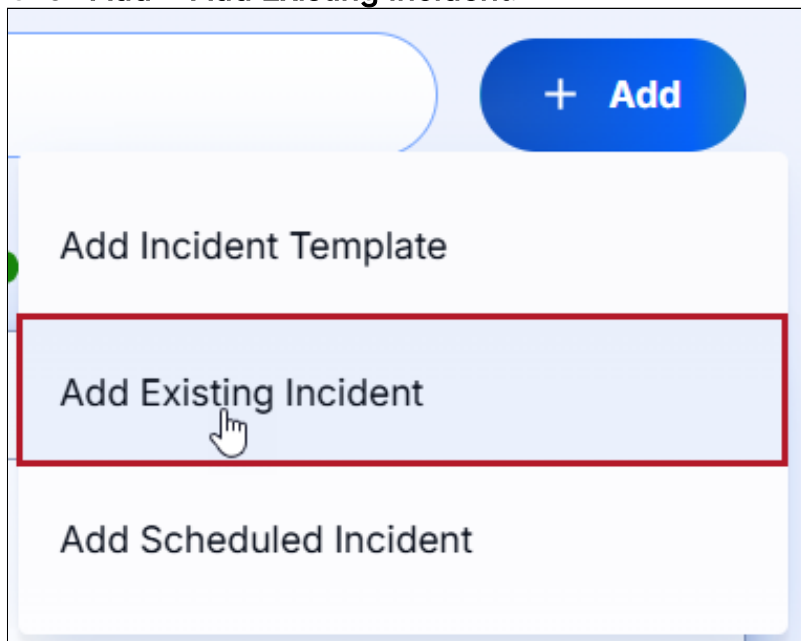 + Add
Add Incident Template
Add Existing Incident
Add Scheduled Incident